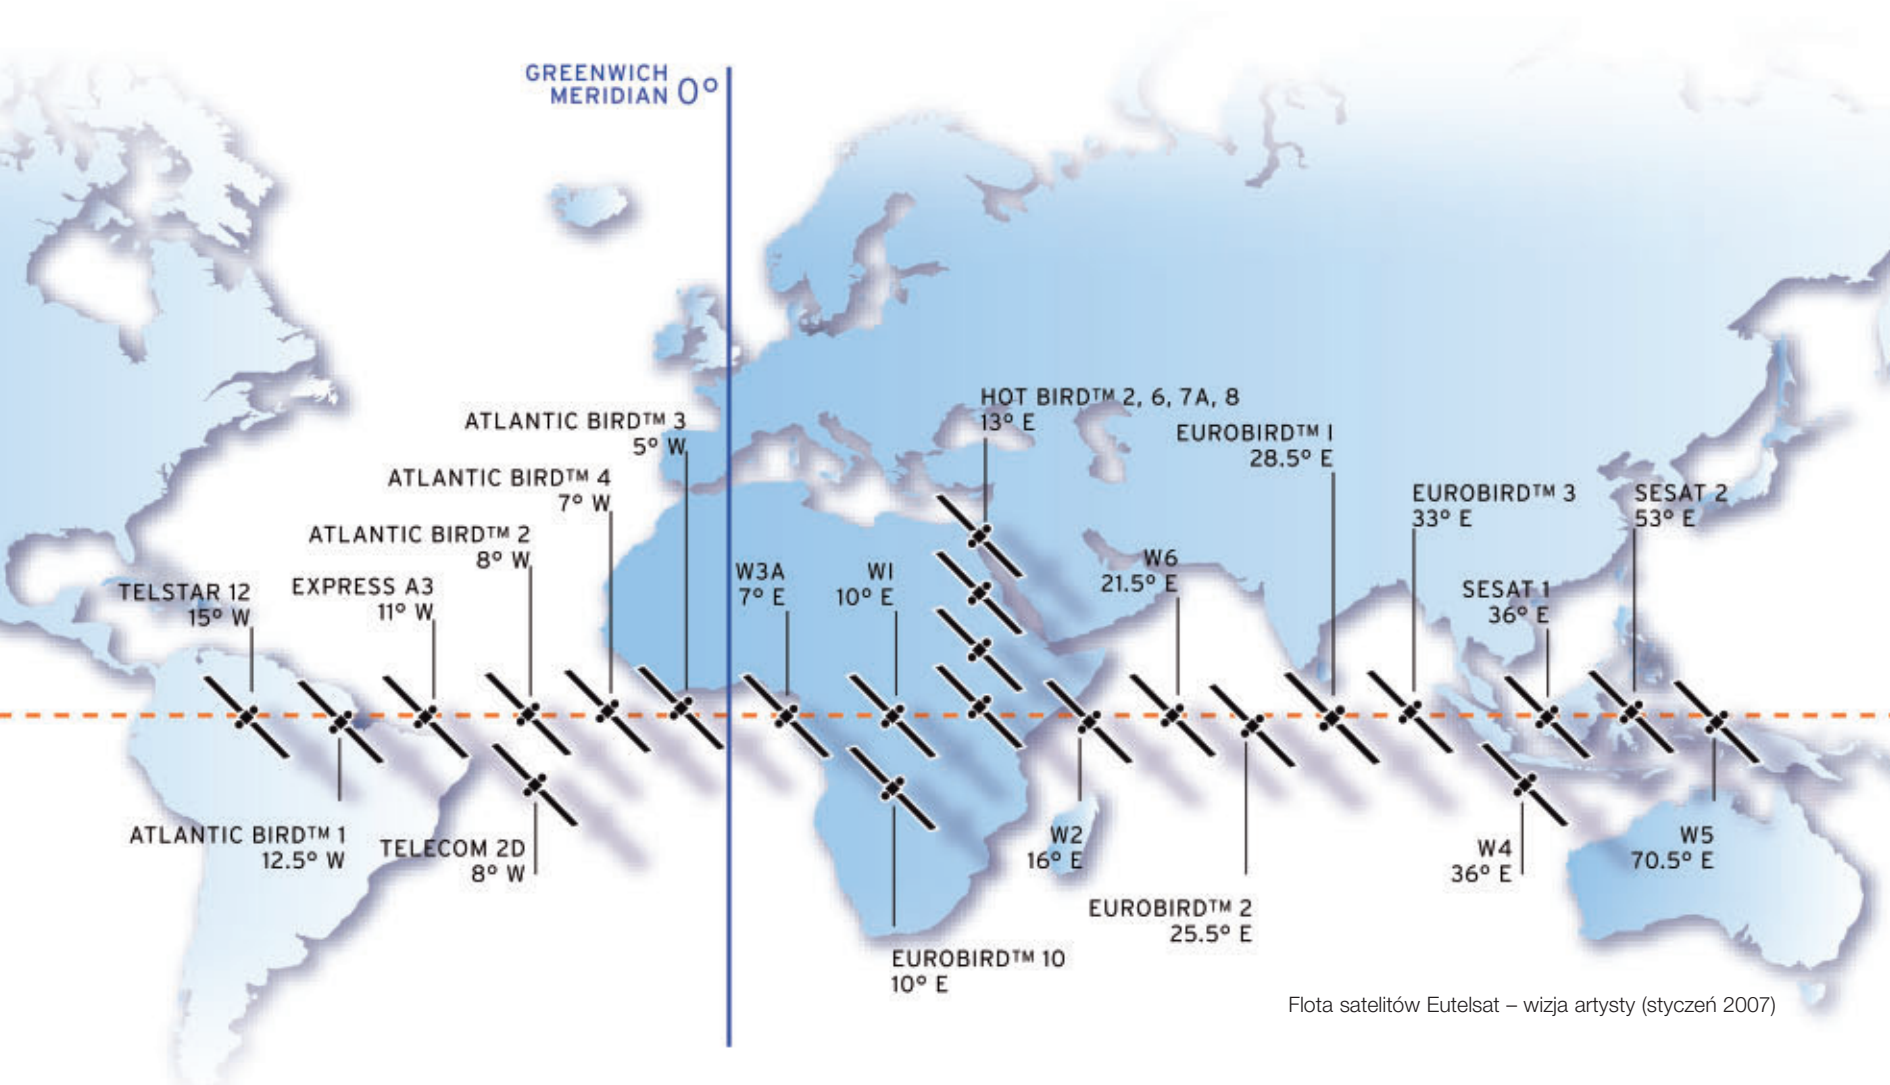 GREENWICH
MERIDIAN 0°
HOT BIRD™ 2, 6, 7A, 8
13° E
ATLANTIC BIRD™ 3
5° W
EUROBIRD™ 1
28.5° E
ATLANTIC BIRD™ 4
7° W
EUROBIRD™ 3
33° E
SESAT 2
53° E
ATLANTIC BIRD™ 2
8° W
TELSTAR 12
15° W
EXPRESS A3
11° W
W3A
7° E
W1
10° E
W6
21.5° E
SESAT 1
36° E
ATLANTIC BIRD™ 1
12.5° W
TELECOM 2D
8° W
W2
16° E
W4
36° E
W5
70.5° E
EUROBIRD™ 2
25.5° E
EUROBIRD™ 10
10° E
Flota satelitów Eutelsat – wizja artysty (styczeń 2007)